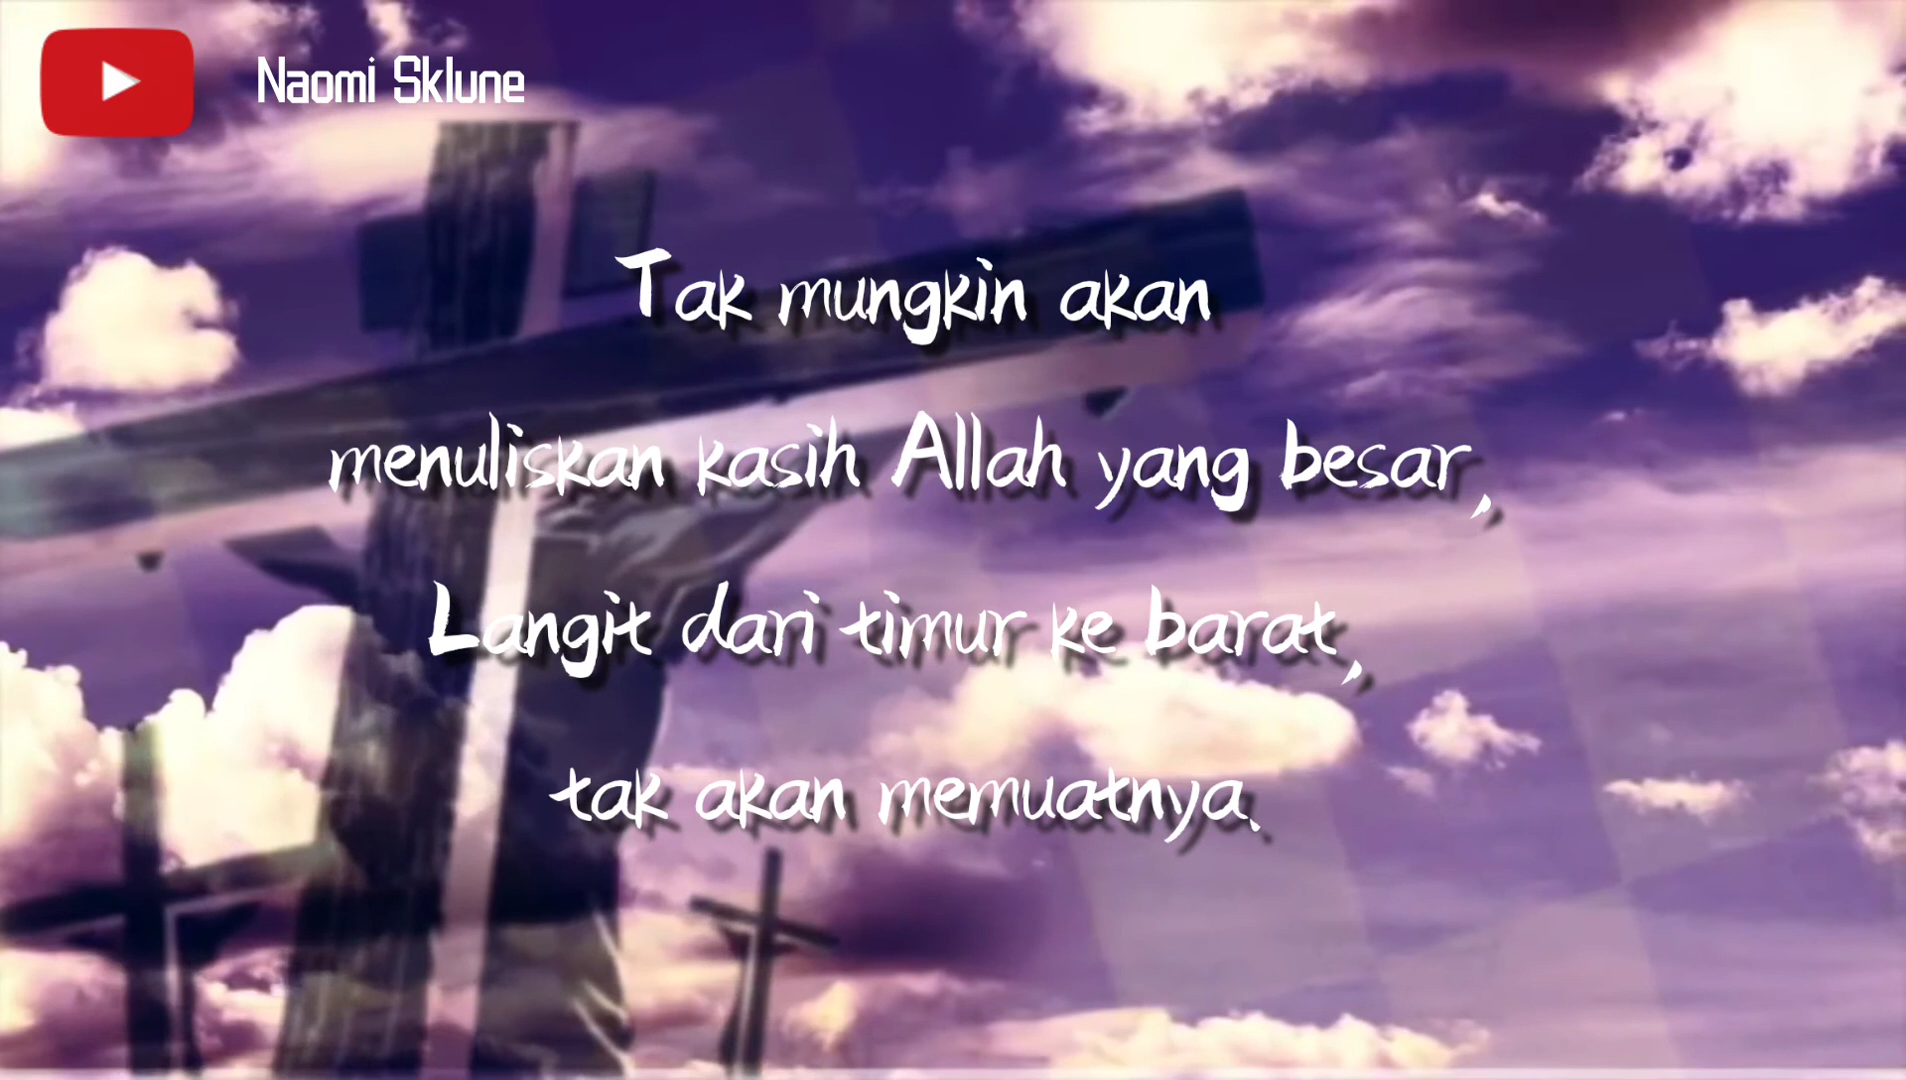 Naomi Sklune
Tak mungkin akan
menuliskan kasih Allah yang besar,
Langit dari timur ke barat,
tak akan memuatnya.